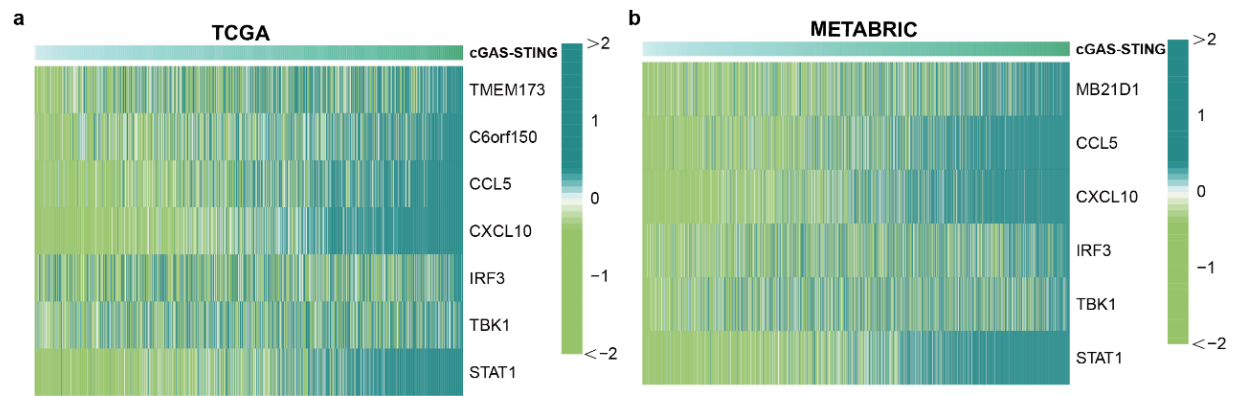 a
TCGA
cGAS-STING
TMEM173
C6orf150
CCL5
CXCL10
IRF3
TBK1
STAT1
>2
1
0
−1
<−2
b
METABRIC
cGAS-STING
MB21D1
CCL5
CXCL10
IRF3
TBK1
STAT1
>2
1
0
−1
<−2